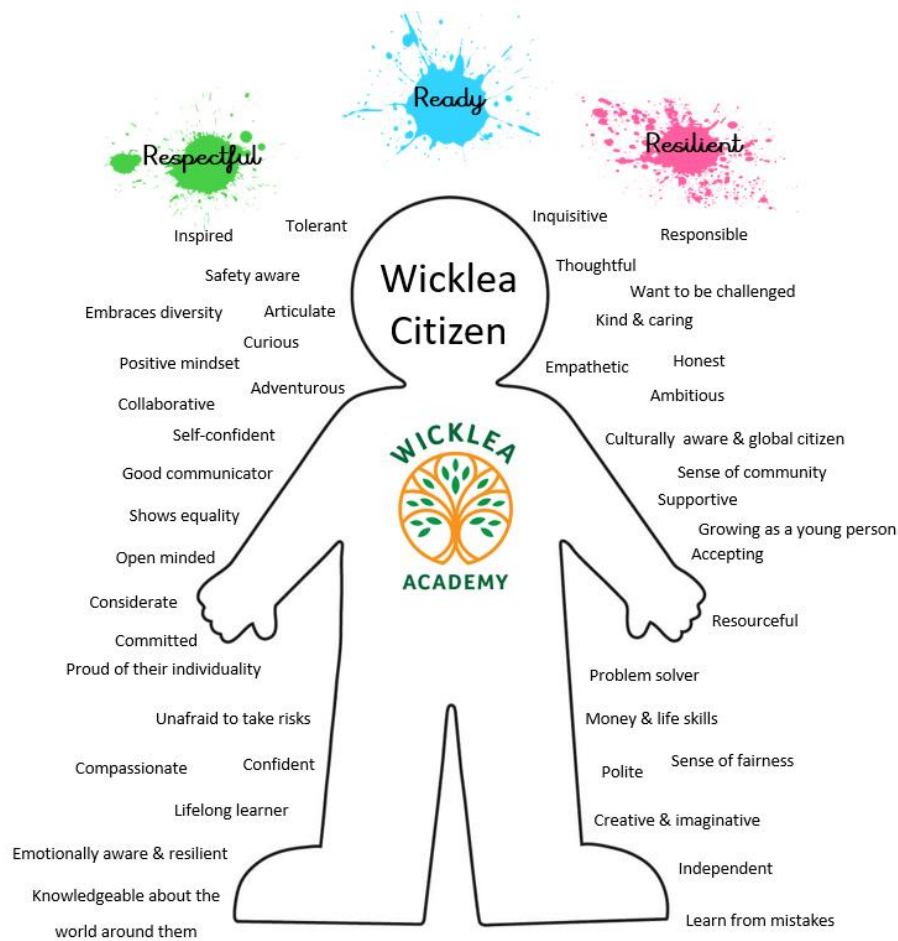 Ready
Respectful
Resilient
Inspired
Tolerant
Safety aware
Embraces diversity
Articulate
Curious
Positive mindset
Adventurous
Collaborative
Self-confident
Good communicator
Shows equality
Open minded
Considerate
Committed
Proud of their individuality
Unafraid to take risks
Compassionate
Confident
Lifelong learner
Emotionally aware & resilient
Knowledgeable about the
world around them
Wicklea
Citizen
WICKLEA
ACADEMY
Inquisitive
Responsible
Thoughtful
Want to be challenged
Kind & caring
Empathetic
Honest
Ambitious
Culturally  aware & global citizen
Sense of community
Supportive
Growing as a young person
Accepting
Resourceful
Problem solver
Money & life skills
Polite
Sense of fairness
Creative & imaginative
Independent
Learn from mistakes